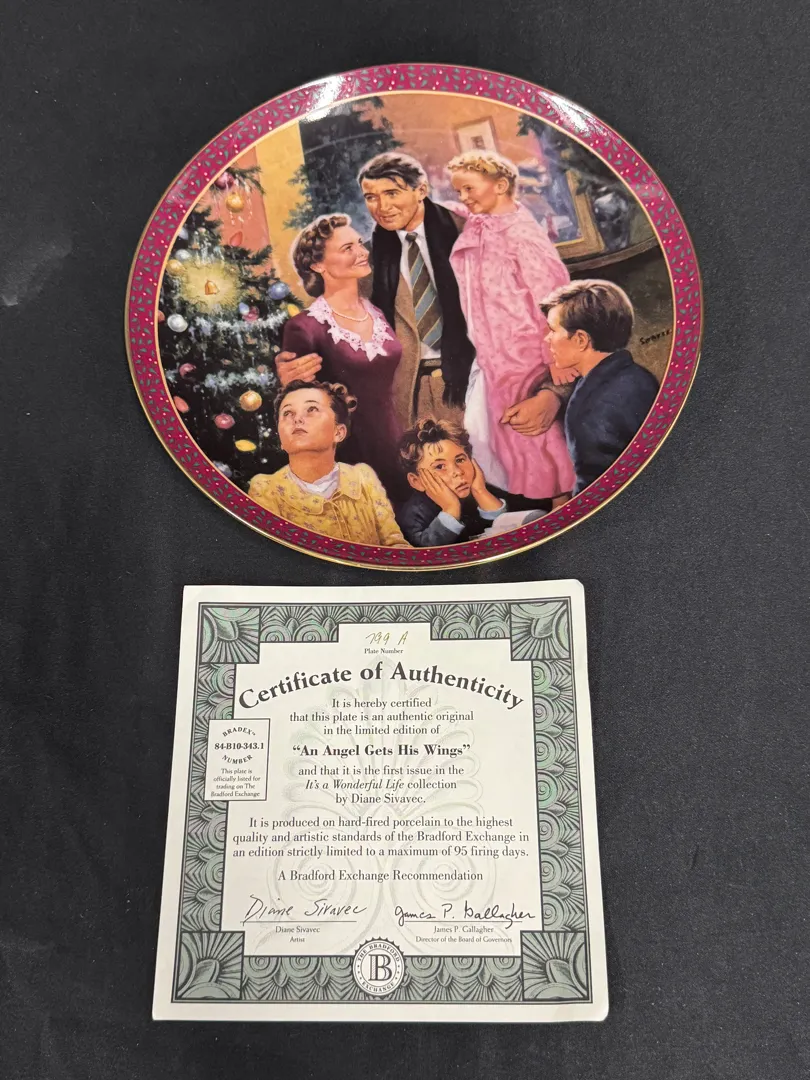 SIVAVEC
799 A
Plate Number
Certificate of Authenticity
It is hereby certified
that this plate is an authentic original
in the limited edition of
“An Angel Gets His Wings”
and that it is the first issue in the
It's a Wonderful Life collection
by Diane Sivavec.
BRADEX™
84-B10-343.1
NUMBER
This plate is
officially listed for
trading on The
Bradford Exchange
It is produced on hard-fired porcelain to the highest
quality and artistic standards of the Bradford Exchange in
an edition strictly limited to a maximum of 95 firing days.
A Bradford Exchange Recommendation
Diane Sivavec
James P. Gallagher
Diane Sivavec
Artist
James P. Gallagher
Director of the Board of Governors
THE BRADFORD
B
EXCHANGE